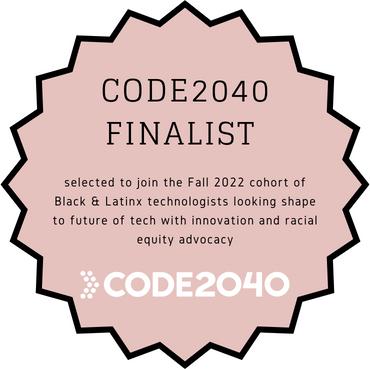 CODE2040
FINALIST
selected to join the Fall 2022 cohort of
Black & Latinx technologists looking shape
to future of tech with innovation and racial
equity advocacy
CODE2040